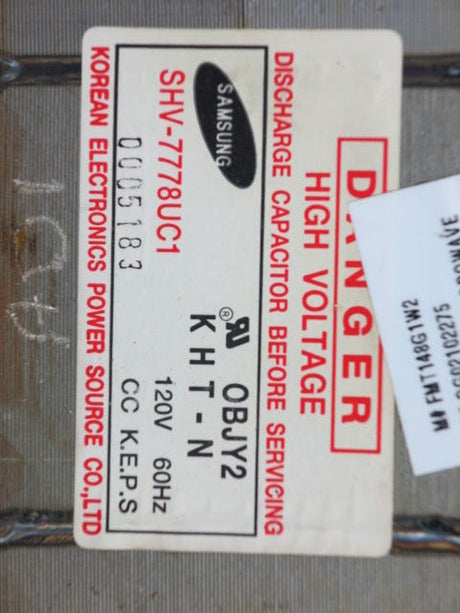 DANGER
HIGH VOLTAGE
DISCHARGE CAPACITOR BEFORE SERVICING
SAMSUNG
OBJY2
KHT-N
SHV-7778UC1
120V 60Hz
0005183
CC K.E.P.S
KOREAN ELECTRONICS POWER SOURCE CO.,LTD
M# FMT148G1W2